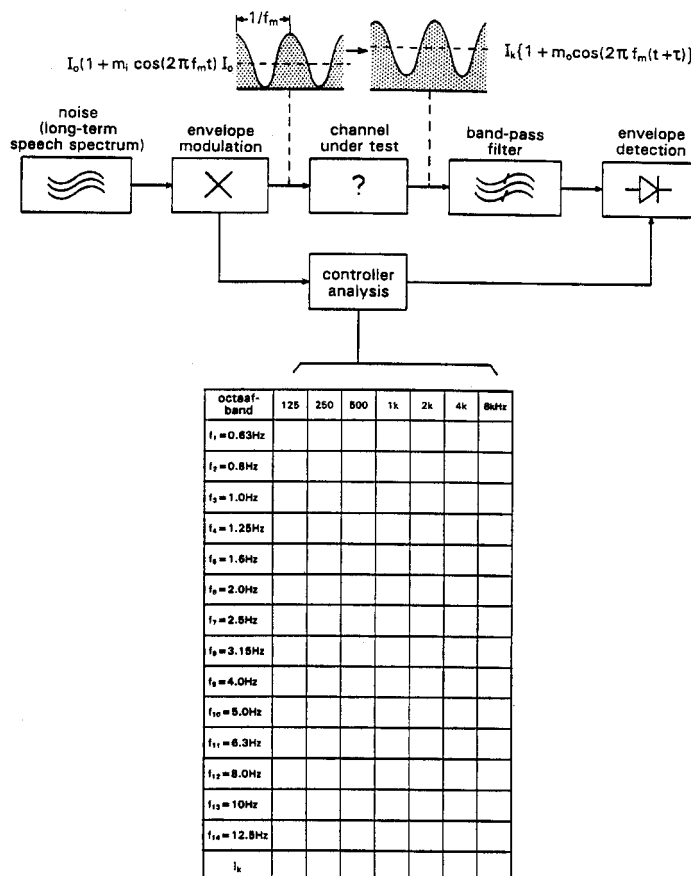 1/fₘ
I₀(1 + mᵢ cos(2π fₘt) I₀
Iₖ{1 + m₀cos(2π fₘ(t+τ)}
noise
(long-term
speech spectrum)
envelope
modulation
channel
under test
band-pass
filter
envelope
detection
?
controller
analysis
octaaf-
band 125 250 500 1k 2k 4k 8kHz
f₁=0.63Hz
f₂=0.8Hz
f₃=1.0Hz
f₄=1.25Hz
f₅=1.6Hz
f₆=2.0Hz
f₇=2.5Hz
f₈=3.15Hz
f₉=4.0Hz
f₁₀=5.0Hz
f₁₁=6.3Hz
f₁₂=8.0Hz
f₁₃=10Hz
f₁₄=12.5Hz
Iₖ